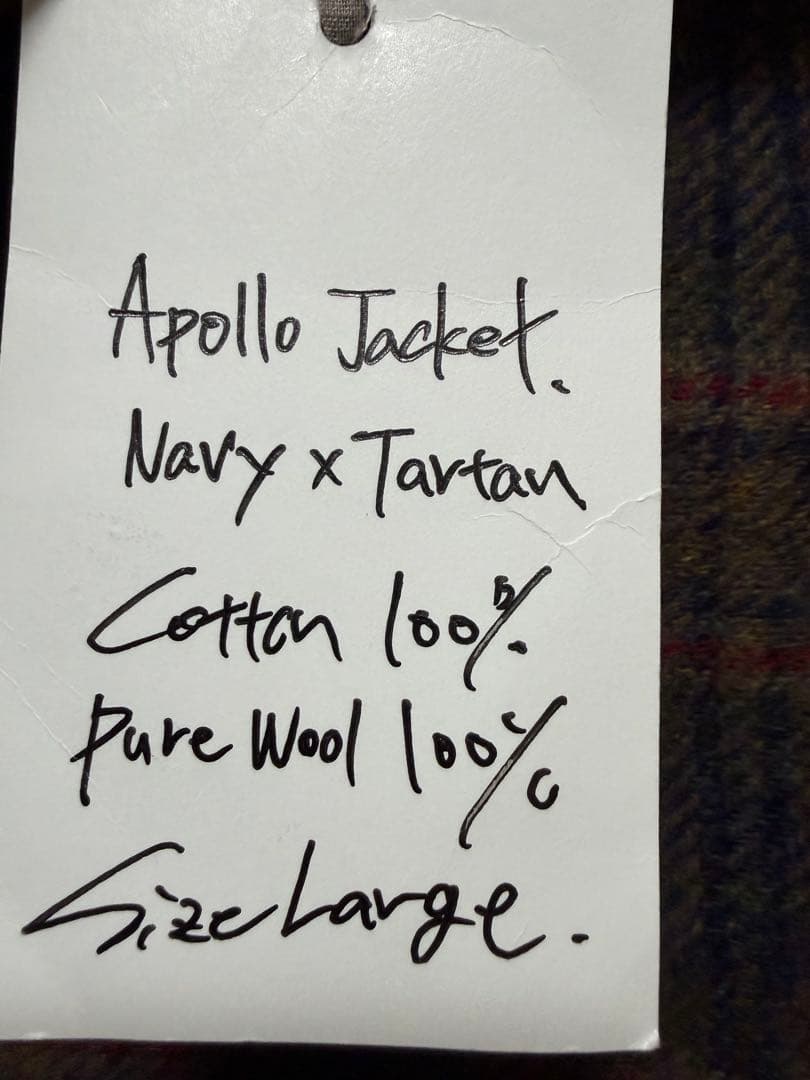 Apollo Jacket.
Navy x Tartan
Cotton 100%.
Pure Wool 100%
Size Large.